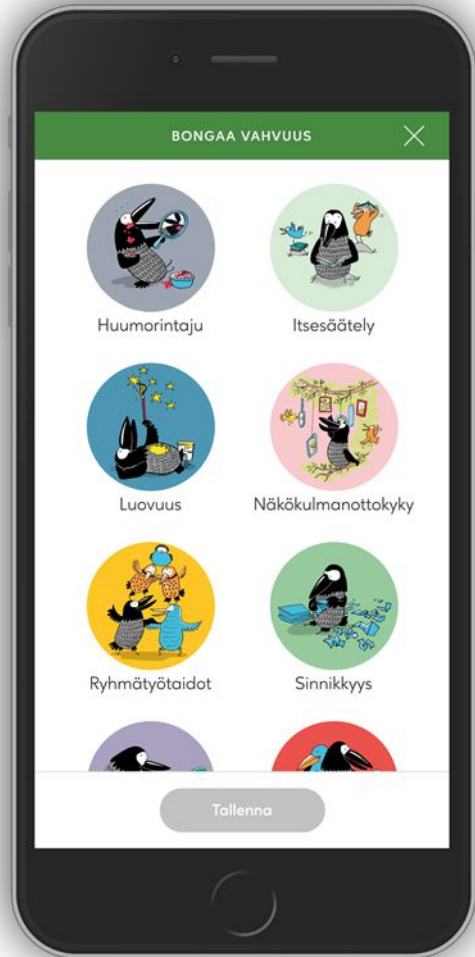 BONGAA VAHVUUS
Huumorintaju
Itsesäätely
Luovuus
Näkökulmanottokyky
Ryhmätyötaidot
Sinnikkyys
Tallenna